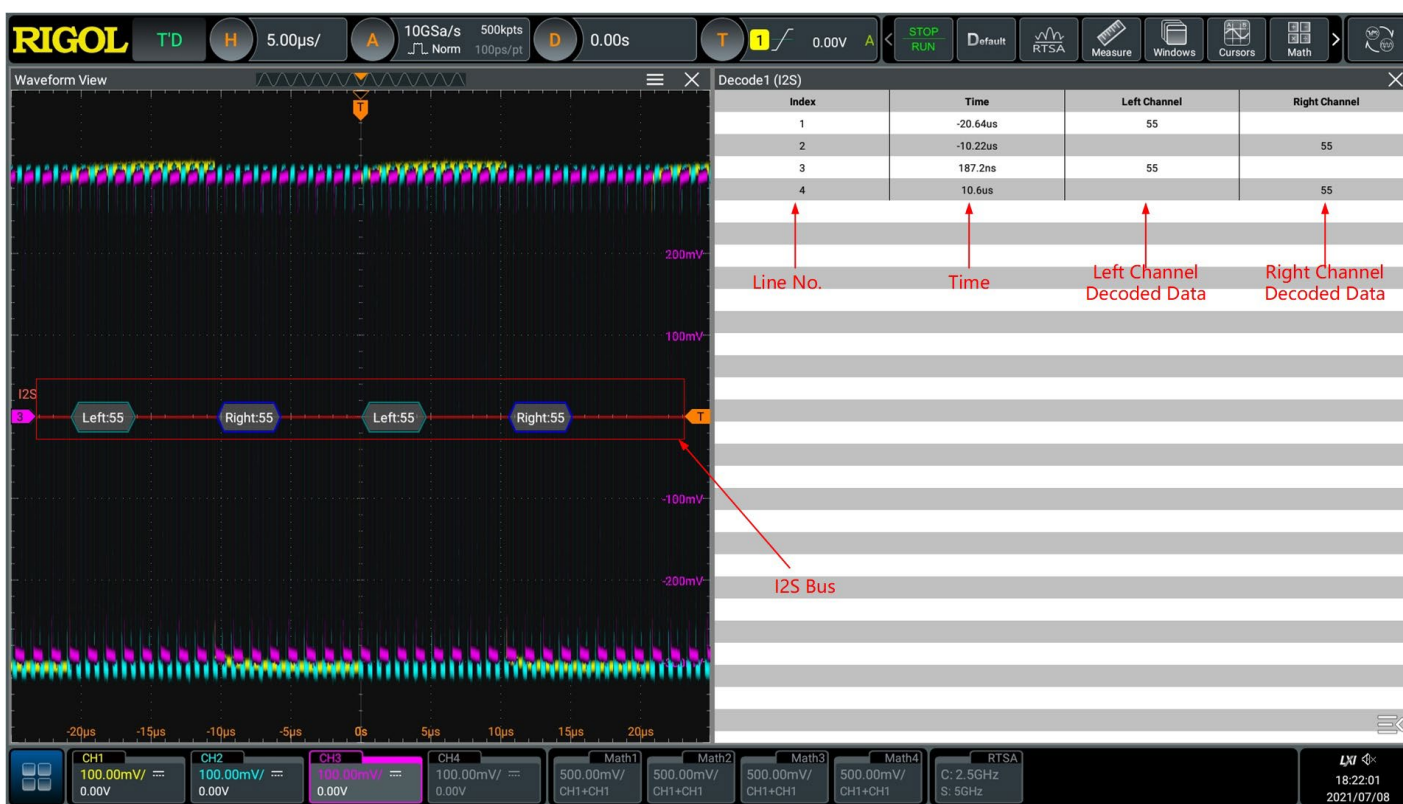 RIGOL T'D H 5.00µs/ A 10GSa/s 500kpts D 0.00s T 1 0.00V A STOP Default RTSA Measure Windows Cursors Math
Norm 100ps/pt RUN
Waveform View
T
200mV
100mV
I2S
3 Left:55 Right:55 Left:55 Right:55 T
-100mV
-200mV
-20µs -15µs -10µs -5µs 0s 5µs 10µs 15µs 20µs
Decode1 (I2S)
Index Time Left Channel Right Channel
1 -20.64us 55
2 -10.22us 55
3 187.2ns 55
4 10.6us 55
Line No. Time Left Channel Right Channel
Decoded Data Decoded Data
I2S Bus
CH1 CH2 CH3 CH4 Math1 Math2 Math3 Math4 RTSA LXI
100.00mV/ 100.00mV/ 100.00mV/ 100.00mV/ 500.00mV/ 500.00mV/ 500.00mV/ 500.00mV/ C: 2.5GHz 18:22:01
0.00V 0.00V 0.00V 0.00V CH1+CH1 CH1+CH1 CH1+CH1 CH1+CH1 S: 5GHz 2021/07/08